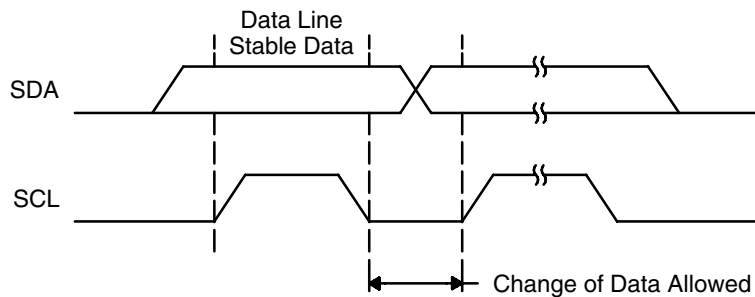 Data Line
Stable Data
SDA
SCL
Change of Data Allowed